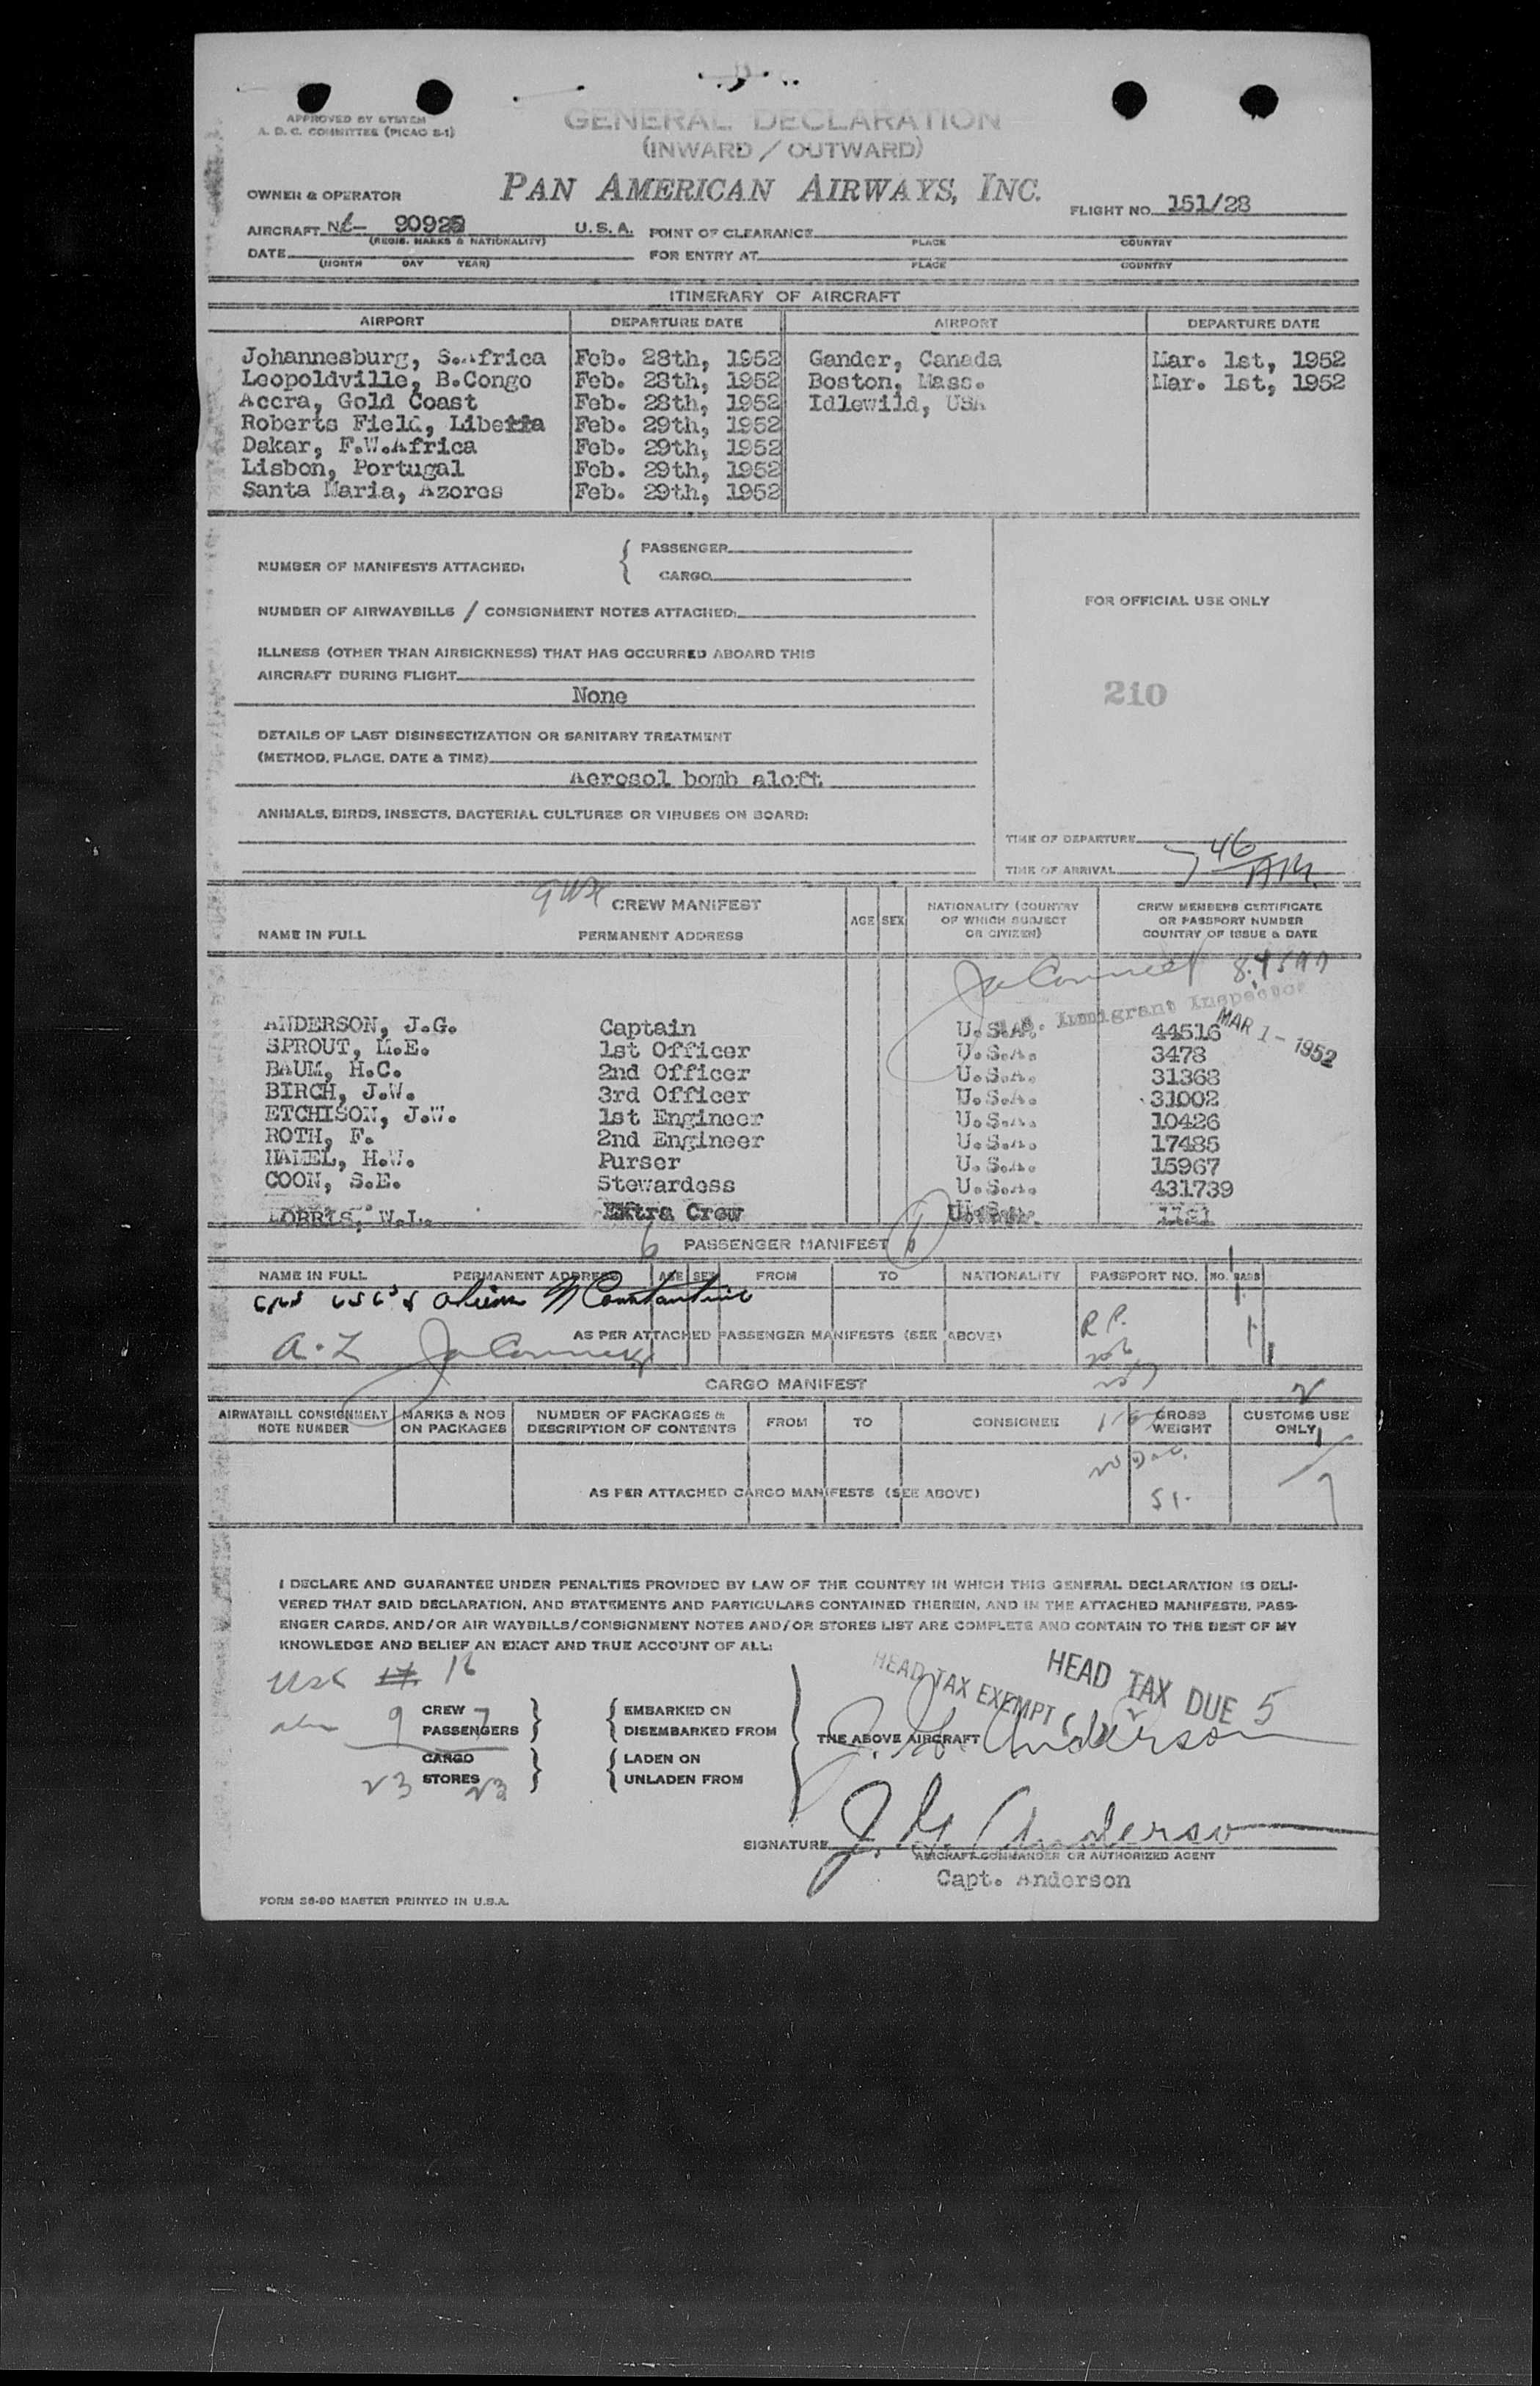 APPROVED BY SYSTEM
A. D. C. COMMITTEE (PICAO S-1)
GENERAL DECLARATION
(INWARD / OUTWARD)
OWNER & OPERATOR PAN AMERICAN AIRWAYS, INC.
FLIGHT NO. 151/28
AIRCRAFT U.S.A. POINT OF CLEARANCE
(REGIS. MARKS & NATIONALITY) PLACE COUNTRY
DATE FOR ENTRY AT
(MONTH DAY YEAR) PLACE COUNTRY
ITINERARY OF AIRCRAFT
AIRPORT DEPARTURE DATE AIRPORT DEPARTURE DATE
Johannesburg, S.Africa Feb. 28th, 1952 Gander, Canada Mar. 1st, 1952
Leopoldville, B.Congo Feb. 28th, 1952 Boston, Mass. Mar. 1st, 1952
Accra, Gold Coast Feb. 28th, 1952 Idlewild, USA
Roberts Field, Liberia Feb. 29th, 1952
Dakar, F.W.Africa Feb. 29th, 1952
Lisbon, Portugal Feb. 29th, 1952
Santa Maria, Azores Feb. 29th, 1952
NUMBER OF MANIFESTS ATTACHED: { PASSENGER
CARGO
NUMBER OF AIRWAYBILLS / CONSIGNMENT NOTES ATTACHED:
FOR OFFICIAL USE ONLY
ILLNESS (OTHER THAN AIRSICKNESS) THAT HAS OCCURRED ABOARD THIS
AIRCRAFT DURING FLIGHT
None
210
DETAILS OF LAST DISINSECTIZATION OR SANITARY TREATMENT
(METHOD, PLACE, DATE & TIME)
Aerosol bomb aloft
ANIMALS, BIRDS, INSECTS, BACTERIAL CULTURES OR VIRUSES ON BOARD:
TIME OF DEPARTURE
TIME OF ARRIVAL 7 46 AM.
CREW MANIFEST
NAME IN FULL PERMANENT ADDRESS AGE SEX
NATIONALITY (COUNTRY
OF WHICH SUBJECT
OR CITIZEN)
CREW MEMBERS CERTIFICATE
OR PASSPORT NUMBER
COUNTRY OF ISSUE & DATE
Immigrant Inspector
MAR 1 - 1952
ANDERSON, J.G. Captain U.S.A. 44516
SPROUT, M.E. 1st Officer U.S.A. 3478
BAUM, H.C. 2nd Officer U.S.A. 31368
BIRCH, J.W. 3rd Officer U.S.A. 31002
ETCHISON, J.W. 1st Engineer U.S.A. 10426
ROTH, F. 2nd Engineer U.S.A. 17485
HAMEL, H.W. Purser U.S.A. 15967
COON, S.E. Stewardess U.S.A. 431739
W.L. Extra Crew
6 PASSENGER MANIFEST
NAME IN FULL PERMANENT ADDRESS AGE SEX FROM TO NATIONALITY PASSPORT NO. NO. BAGS
AS PER ATTACHED PASSENGER MANIFESTS (SEE ABOVE)
CARGO MANIFEST
AIRWAYBILL CONSIGNMENT
NOTE NUMBER
MARKS & NOS
ON PACKAGES
NUMBER OF PACKAGES &
DESCRIPTION OF CONTENTS
FROM TO CONSIGNEE
GROSS
WEIGHT
CUSTOMS USE
ONLY
AS PER ATTACHED CARGO MANIFESTS (SEE ABOVE)
I DECLARE AND GUARANTEE UNDER PENALTIES PROVIDED BY LAW OF THE COUNTRY IN WHICH THIS GENERAL DECLARATION IS DELI-
VERED THAT SAID DECLARATION, AND STATEMENTS AND PARTICULARS CONTAINED THEREIN, AND IN THE ATTACHED MANIFESTS, PASS-
ENGER CARDS, AND/OR AIR WAYBILLS/CONSIGNMENT NOTES AND/OR STORES LIST ARE COMPLETE AND CONTAIN TO THE BEST OF MY
KNOWLEDGE AND BELIEF AN EXACT AND TRUE ACCOUNT OF ALL:
16
HEAD TAX EXEMPT
HEAD TAX DUE 5
9 CREW 7
PASSENGERS
EMBARKED ON
DISEMBARKED FROM
THE ABOVE AIRCRAFT
J. G. Anderson
CARGO
23 STORES 23
LADEN ON
UNLADEN FROM
SIGNATURE J. G. Anderson
AIRCRAFT COMMANDER OR AUTHORIZED AGENT
Capt. Anderson
FORM 36-90 MASTER PRINTED IN U.S.A.